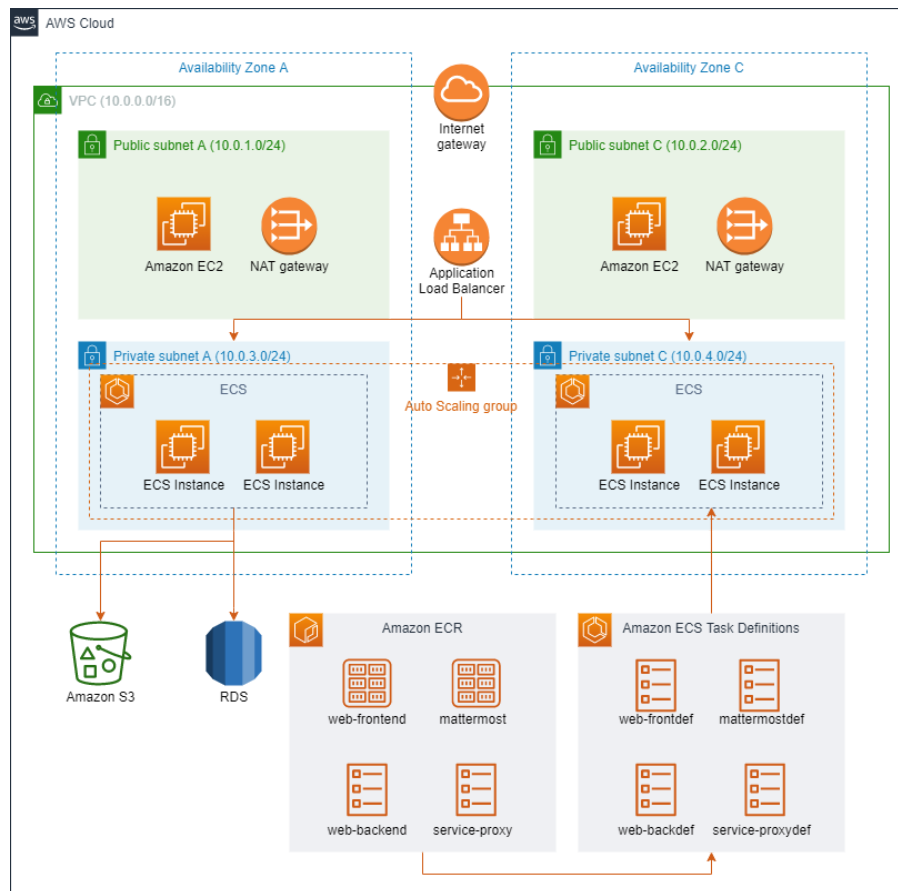 aws
AWS Cloud
Availability Zone A
Availability Zone C
VPC (10.0.0.0/16)
Internet
gateway
Public subnet A (10.0.1.0/24)
Public subnet C (10.0.2.0/24)
Amazon EC2
NAT gateway
Application
Load Balancer
Amazon EC2
NAT gateway
Private subnet A (10.0.3.0/24)
Private subnet C (10.0.4.0/24)
ECS
Auto Scaling group
ECS
ECS Instance
ECS Instance
ECS Instance
ECS Instance
Amazon S3
RDS
Amazon ECR
web-frontend
mattermost
web-backend
service-proxy
Amazon ECS Task Definitions
web-frontdef
mattermostdef
web-backdef
service-proxydef